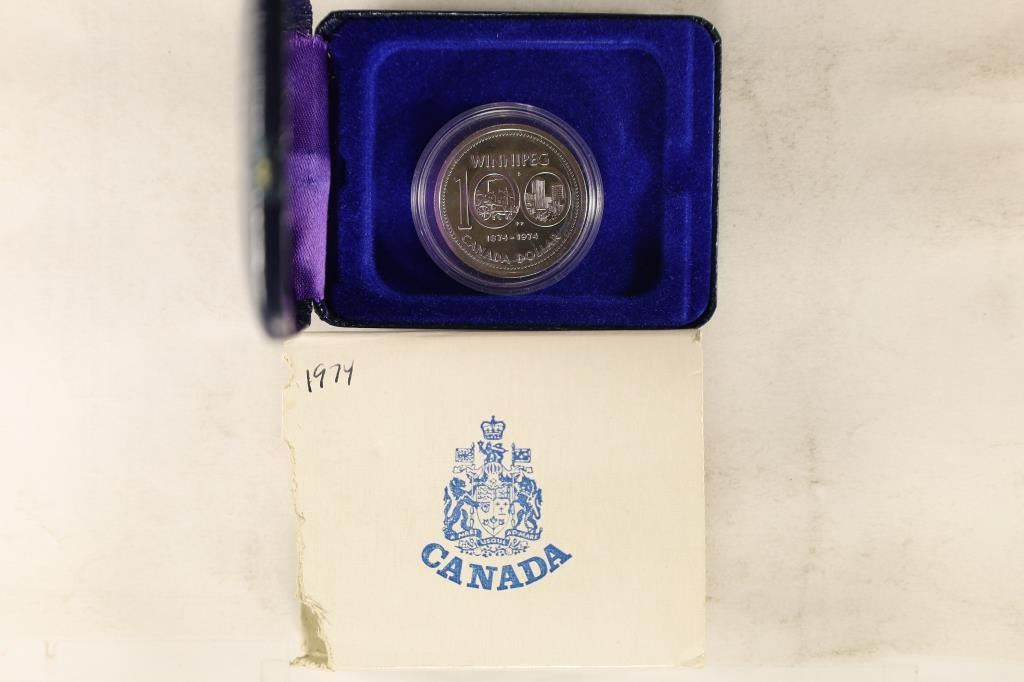 WINNIPEG
100
1874-1974
CANADA DOLLAR
1974
A MARI USQUE AD MARE
CANADA